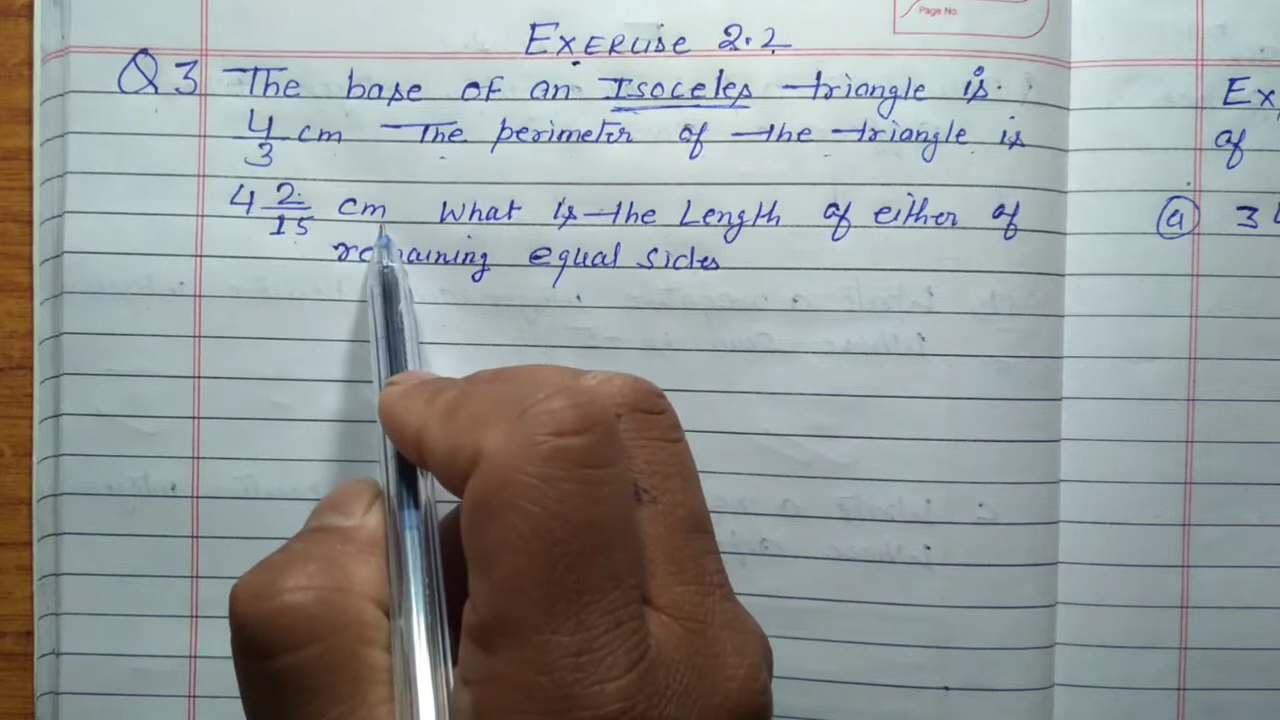 Page No.
EXERCISE 2.2
Q 3 The base of an Isoceles triangle is
4/3 cm The perimeter of the triangle is
4 2/15 cm What is the Length of either of
remaining equal sides
Ex
of
(a) 3